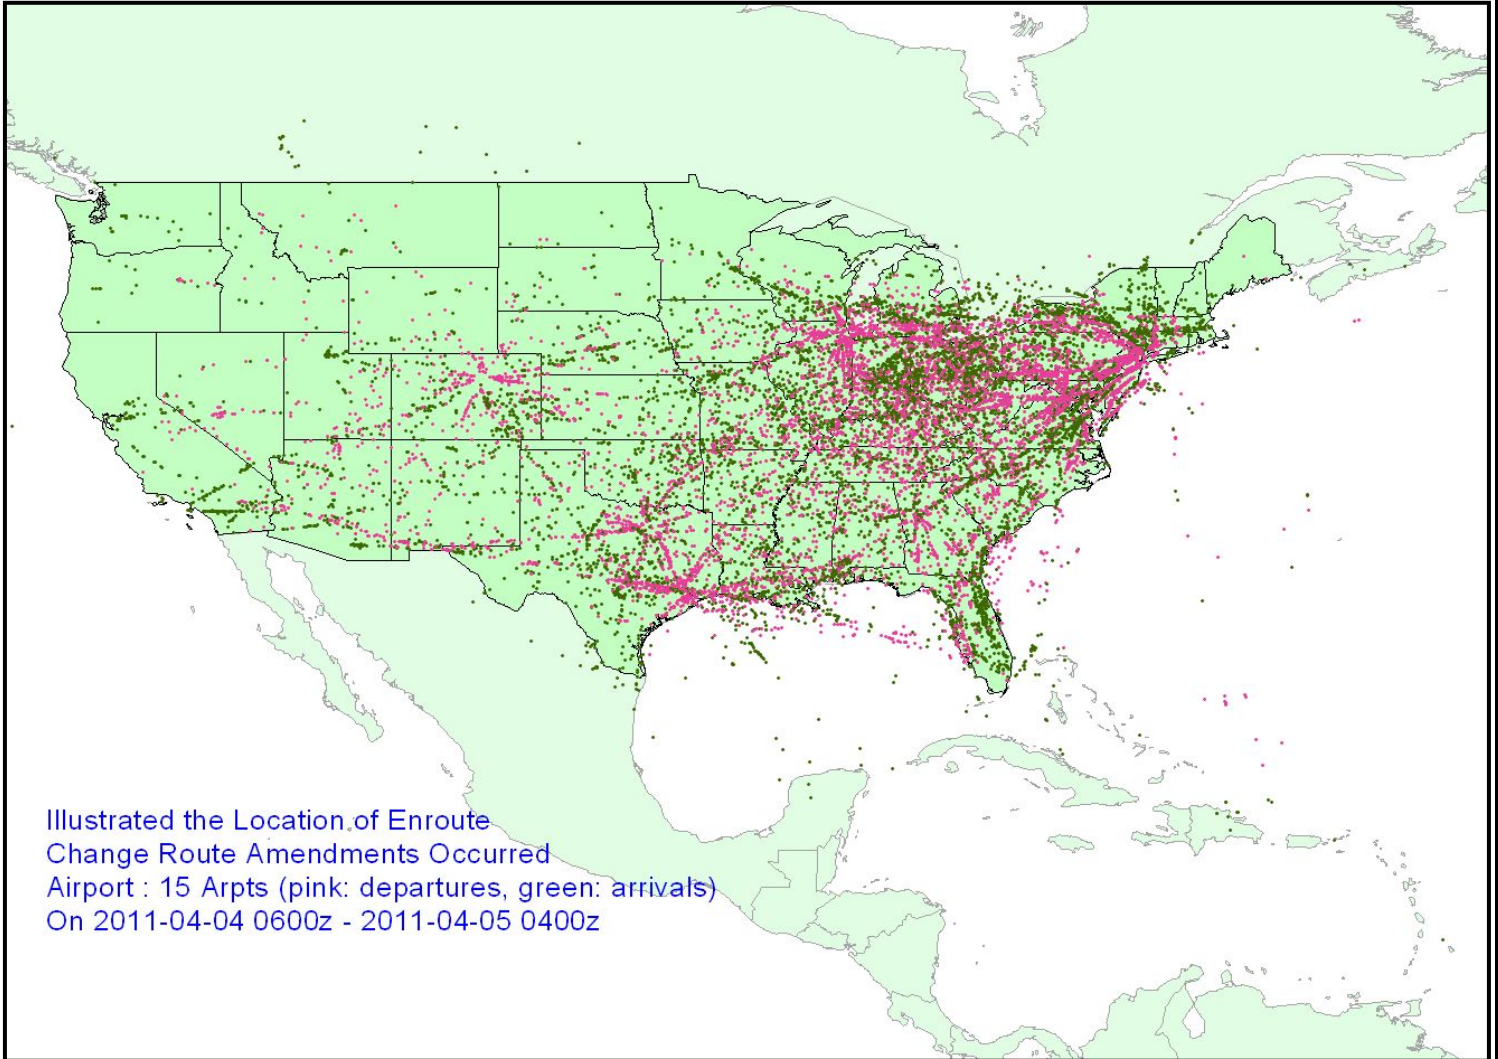 Illustrated the Location of Enroute
Change Route Amendments Occurred
Airport : 15 Arpts (pink: departures, green: arrivals)
On 2011-04-04 0600z - 2011-04-05 0400z